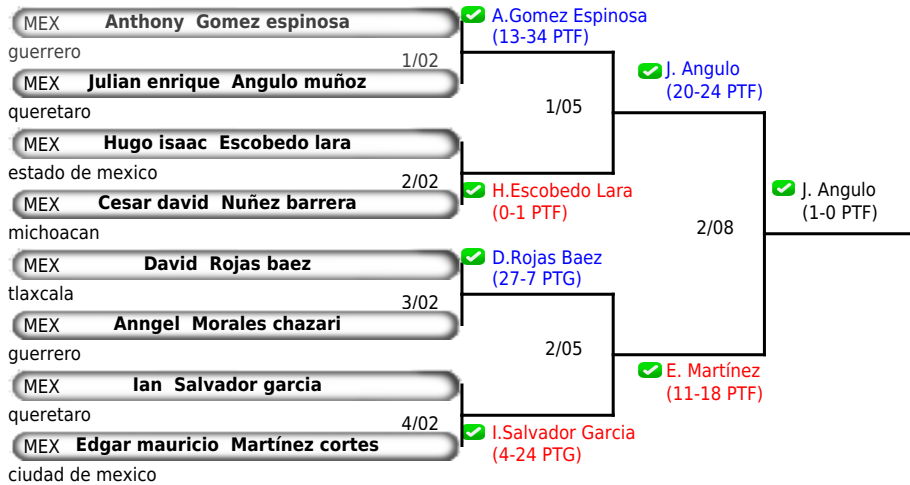 MEX Anthony Gomez espinosa
guerrero
1/02
MEX Julian enrique Angulo muñoz
queretaro
MEX Hugo isaac Escobedo lara
estado de mexico
2/02
MEX Cesar david Nuñez barrera
michoacan
MEX David Rojas baez
tlaxcala
3/02
MEX Anngel Morales chazari
guerrero
MEX Ian Salvador garcia
queretaro
4/02
MEX Edgar mauricio Martínez cortes
ciudad de mexico
A.Gomez Espinosa
(13-34 PTF)
1/05
H.Escobedo Lara
(0-1 PTF)
D.Rojas Baez
(27-7 PTG)
2/05
I.Salvador Garcia
(4-24 PTG)
J. Angulo
(20-24 PTF)
2/08
E. Martínez
(11-18 PTF)
J. Angulo
(1-0 PTF)